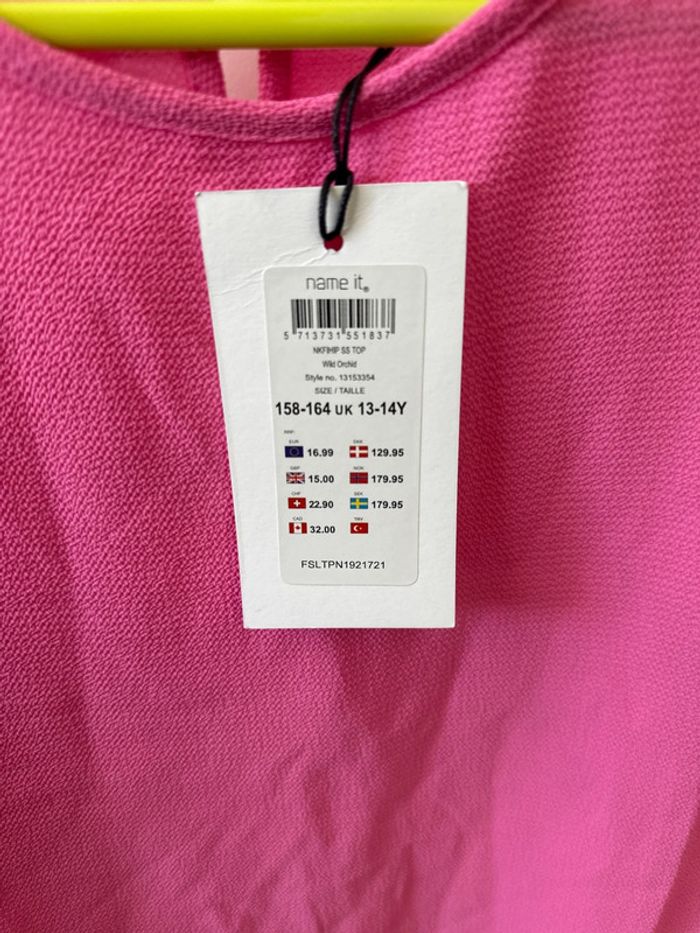 name it®
5 713731 551837
NKFIHIP SS TOP
Wild Orchid
Style no. 13153354
SIZE / TAILLE
158-164 UK 13-14Y
RRP:
EUR 16.99 DKK 129.95
GBP 15.00 NOK 179.95
CHF 22.90 SEK 179.95
CAD 32.00 TRY
FSLTPN1921721